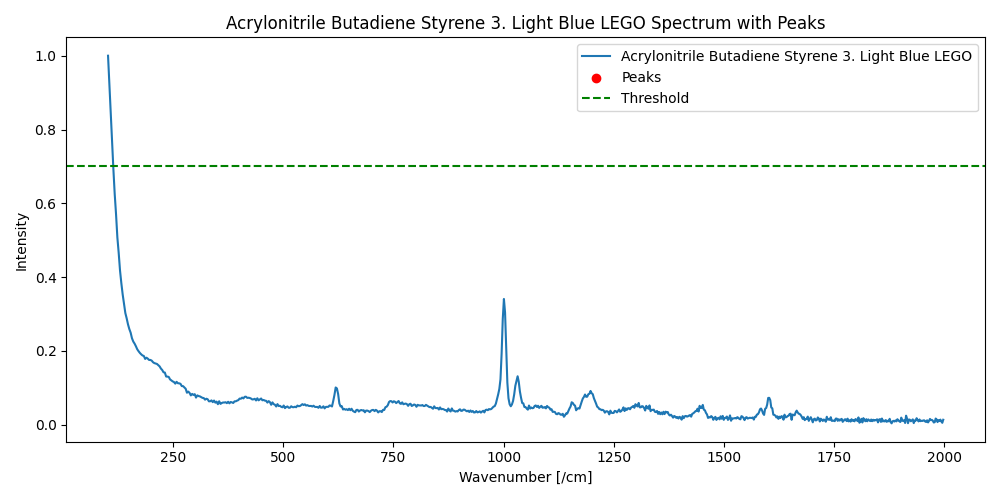 Acrylonitrile Butadiene Styrene 3. Light Blue LEGO Spectrum with Peaks
Acrylonitrile Butadiene Styrene 3. Light Blue LEGO
Peaks
Threshold
Intensity
1.0
0.8
0.6
0.4
0.2
0.0
250 500 750 1000 1250 1500 1750 2000
Wavenumber [/cm]